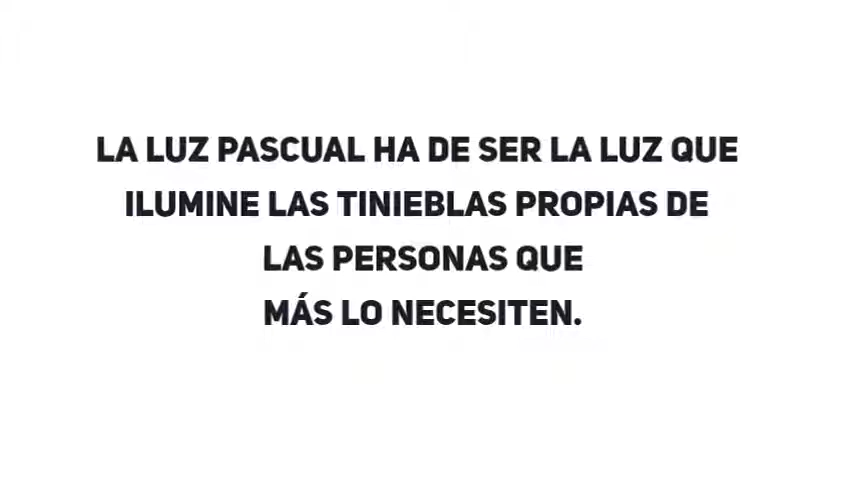 LA LUZ PASCUAL HA DE SER LA LUZ QUE
ILUMINE LAS TINIEBLAS PROPIAS DE
LAS PERSONAS QUE
MÁS LO NECESITEN.